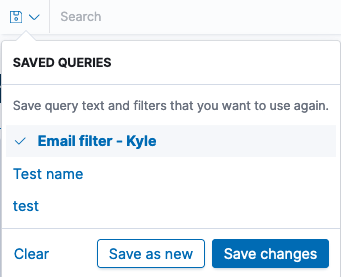 Search
SAVED QUERIES
Save query text and filters that you want to use again.
Email filter - Kyle
Test name
test
Clear
Save as new
Save changes